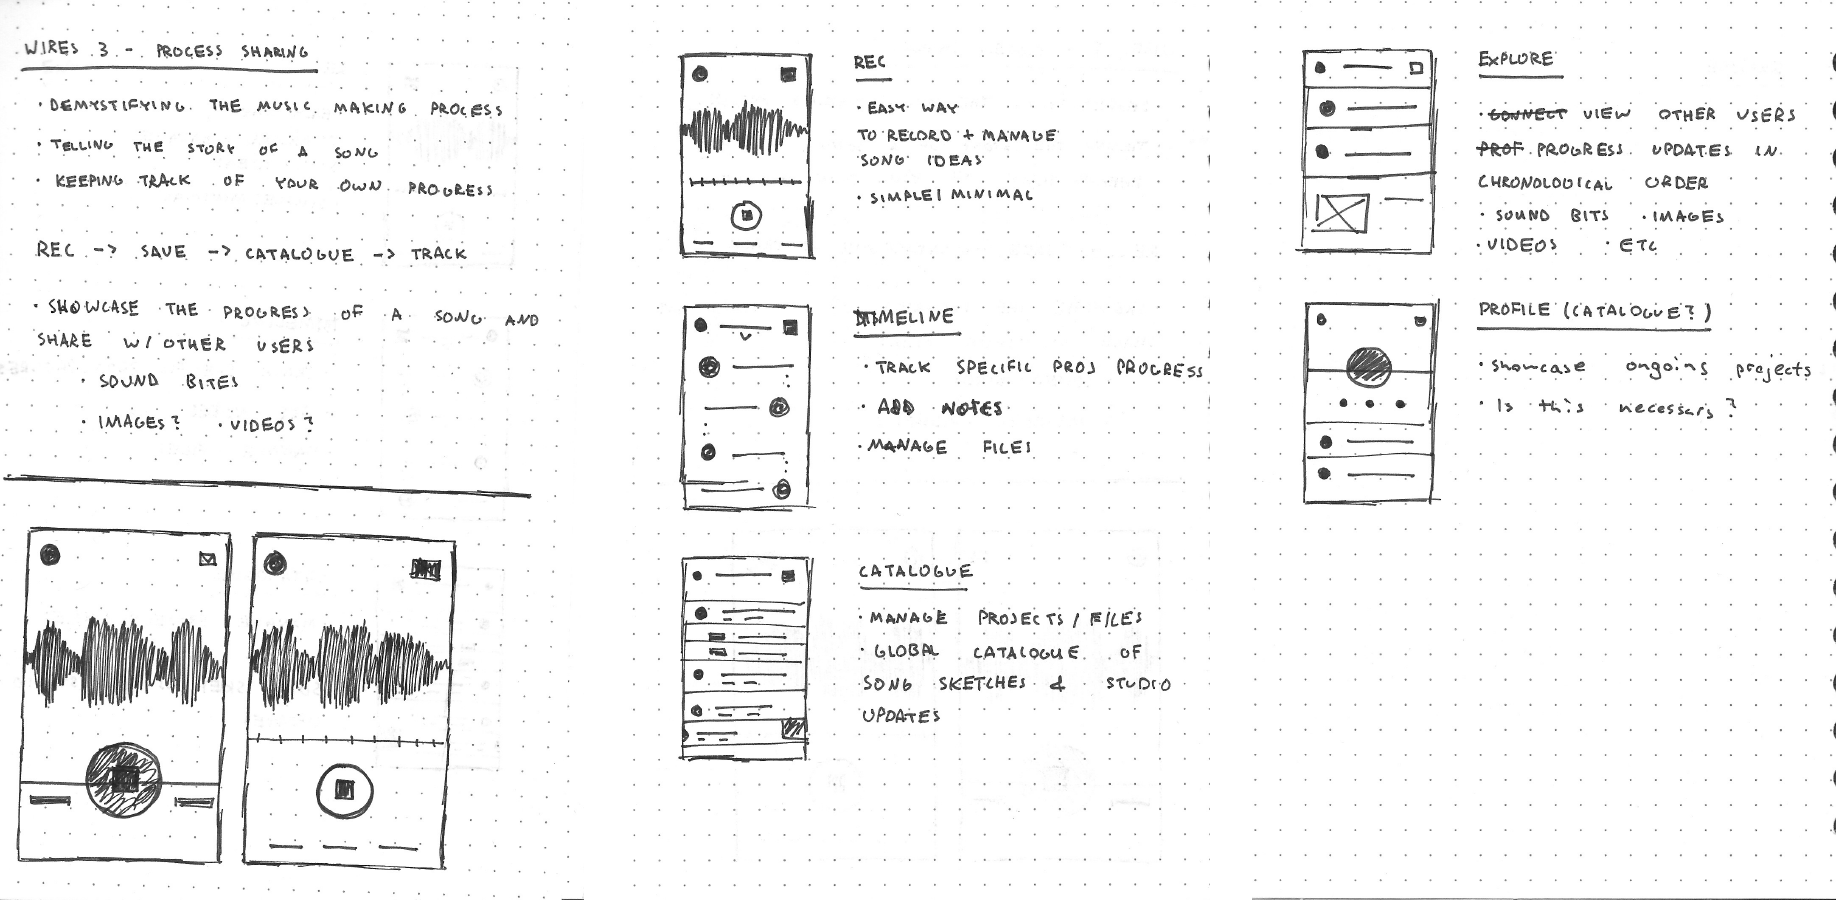 WIRES 3 - PROCESS SHARING
· DEMYSTIFYING THE MUSIC MAKING PROCESS
· TELLING THE STORY OF A SONG
· KEEPING TRACK OF YOUR OWN PROGRESS
REC -> SAVE -> CATALOGUE -> TRACK
· SHOWCASE THE PROGRESS OF A SONG AND
SHARE W/ OTHER USERS
· SOUND BITES
· IMAGES? · VIDEOS?
REC
· EASY WAY
TO RECORD + MANAGE
SONG IDEAS
· SIMPLE/MINIMAL
TIMELINE
· TRACK SPECIFIC PROJ PROGRESS
· ADD NOTES
· MANAGE FILES
CATALOGUE
· MANAGE PROJECTS / FILES
· GLOBAL CATALOGUE OF
SONG SKETCHES & STUDIO
UPDATES
EXPLORE
· CONNECT VIEW OTHER USERS
PROF PROGRESS UPDATES IN
CHRONOLOGICAL ORDER
· SOUND BITS · IMAGES
· VIDEOS · ETC
PROFILE (CATALOGUE?)
· showcase ongoing projects
· Is this necessary?